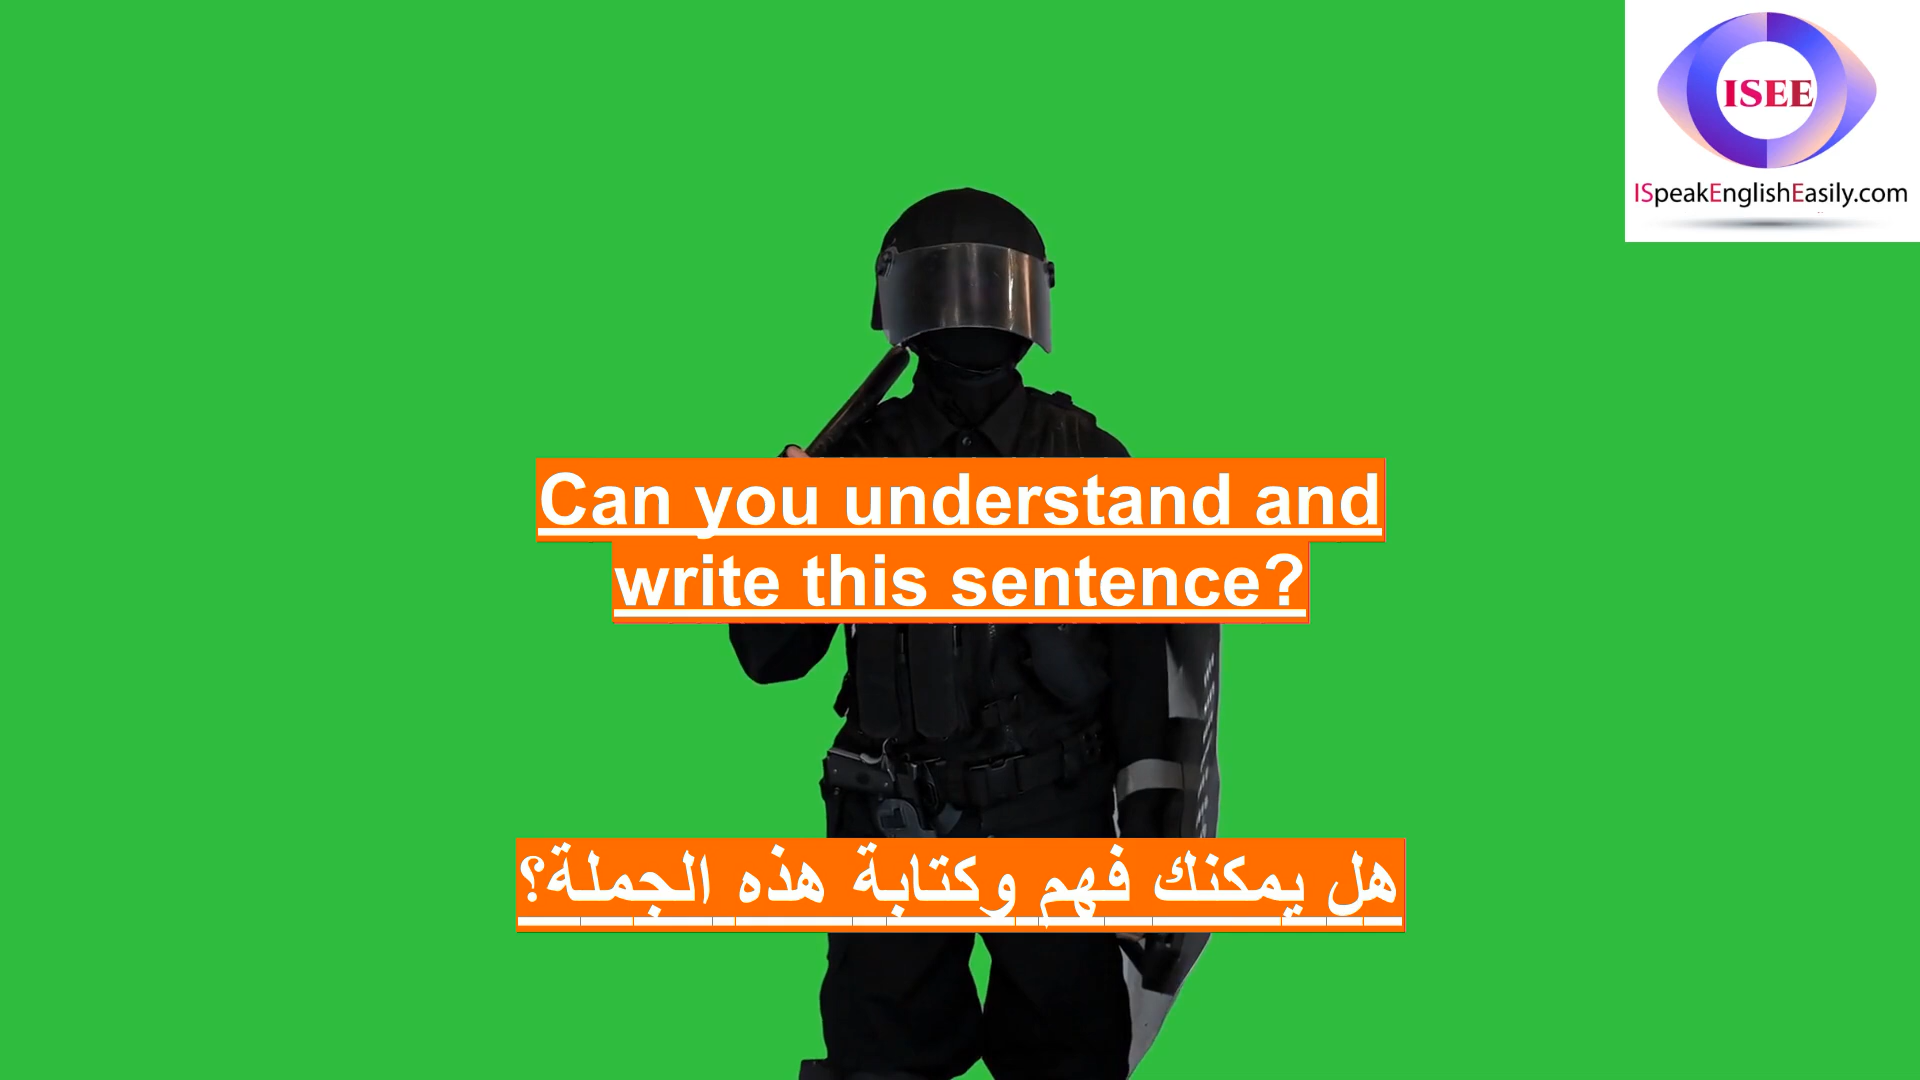 ISEE
ISpeakEnglishEasily.com
Can you understand and
write this sentence?
هل يمكنك فهم وكتابة هذه الجملة؟